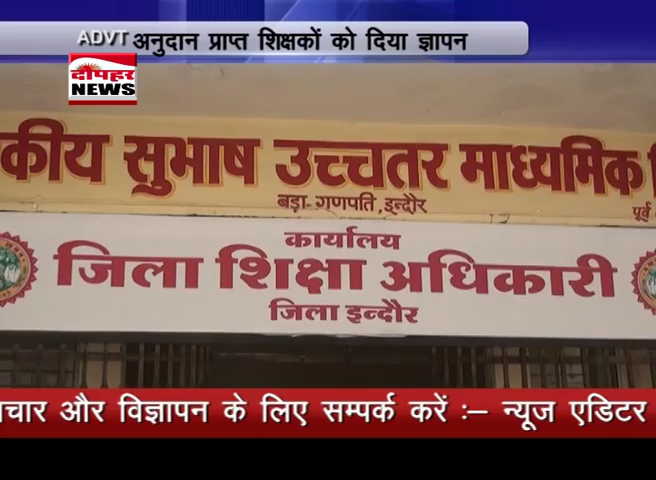 ADVT
अनुदान प्राप्त शिक्षकों को दिया ज्ञापन
दोपहर
NEWS
कीय सुभाष उच्चतर माध्यमिक
बड़ा गणपति, इन्दौर
पूर्व
कार्यालय
जिला शिक्षा अधिकारी
जिला इन्दौर
चार और विज्ञापन के लिए सम्पर्क करें :– न्यूज एडिटर